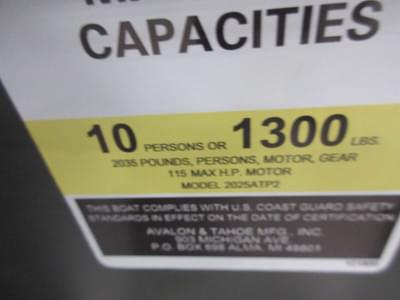 CAPACITIES
10 PERSONS OR 1300 LBS.
2035 POUNDS, PERSONS, MOTOR, GEAR
115 MAX H.P. MOTOR
MODEL 2025ATP2
THIS BOAT COMPLIES WITH U.S. COAST GUARD SAFETY
STANDARDS IN EFFECT ON THE DATE OF CERTIFICATION
AVALON & TAHOE MFG., INC.
903 MICHIGAN AVE
P.O. BOX 698 ALMA, MI 48801